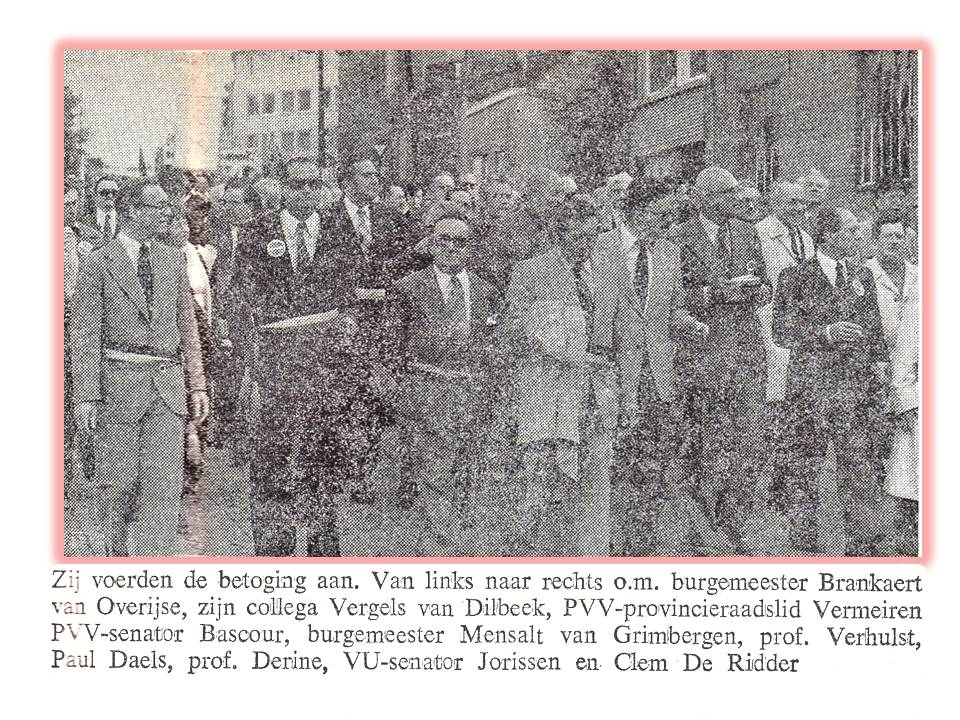 Zij voerden de betoging aan. Van links naar rechts o.m. burgemeester Brankaert
van Overijse, zijn collega Vergels van Dilbeek, PVV-provincieraadslid Vermeiren
PVV-senator Bascour, burgemeester Mensalt van Grimbergen, prof. Verhulst,
Paul Daels, prof. Derine, VU-senator Jorissen en Clem De Ridder